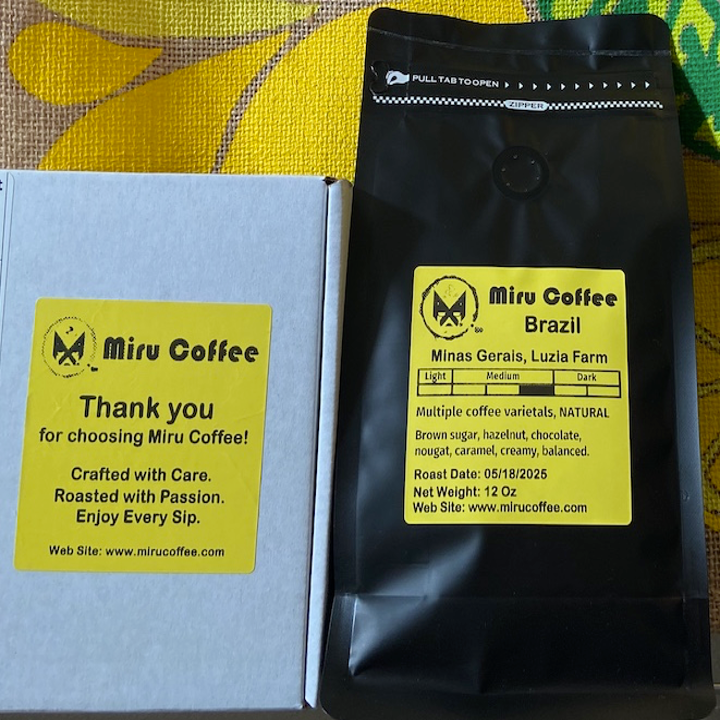 Miru Coffee
Thank you
for choosing Miru Coffee!
Crafted with Care.
Roasted with Passion.
Enjoy Every Sip.
Web Site: www.mirucoffee.com
PULL TAB TO OPEN
ZIPPER
Miru Coffee
Brazil
Minas Gerais, Luzia Farm
Light Medium Dark
Multiple coffee varietals, NATURAL
Brown sugar, hazelnut, chocolate,
nougat, caramel, creamy, balanced.
Roast Date: 05/18/2025
Net Weight: 12 Oz
Web Site: www.mirucoffee.com